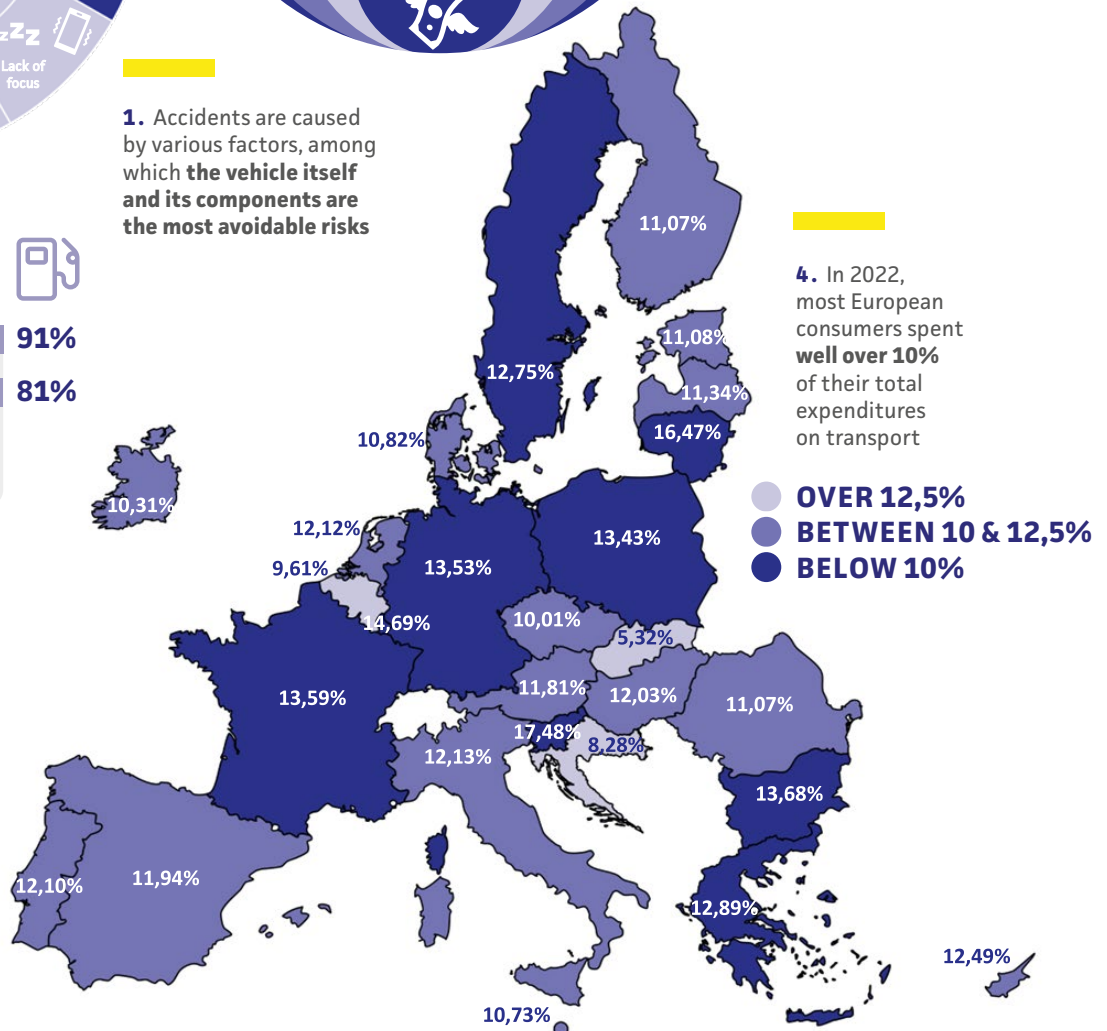 zzZ
Lack of
focus
1. Accidents are caused
by various factors, among
which the vehicle itself
and its components are
the most avoidable risks
91%
81%
4. In 2022,
most European
consumers spent
well over 10%
of their total
expenditures
on transport
OVER 12,5%
BETWEEN 10 & 12,5%
BELOW 10%
11,07%
11,08%
12,75%
11,34%
16,47%
10,82%
10,31%
12,12%
13,43%
9,61%
13,53%
14,69%
10,01%
5,32%
11,81%
12,03%
13,59%
11,07%
17,48%
8,28%
12,13%
13,68%
12,10%
11,94%
12,89%
12,49%
10,73%